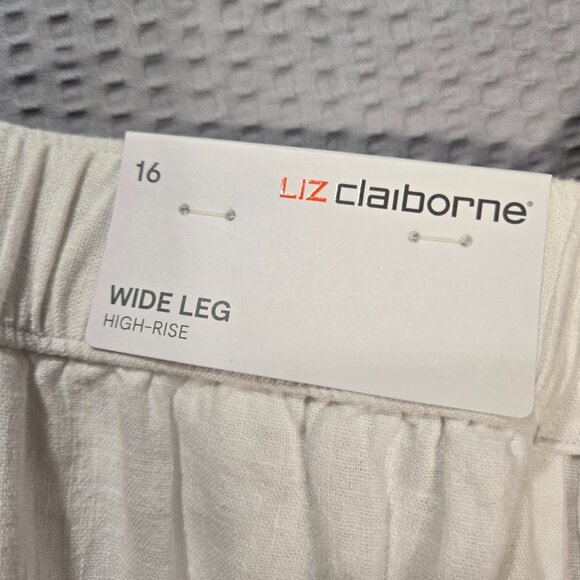 16
LIZ claiborne®
WIDE LEG
HIGH-RISE